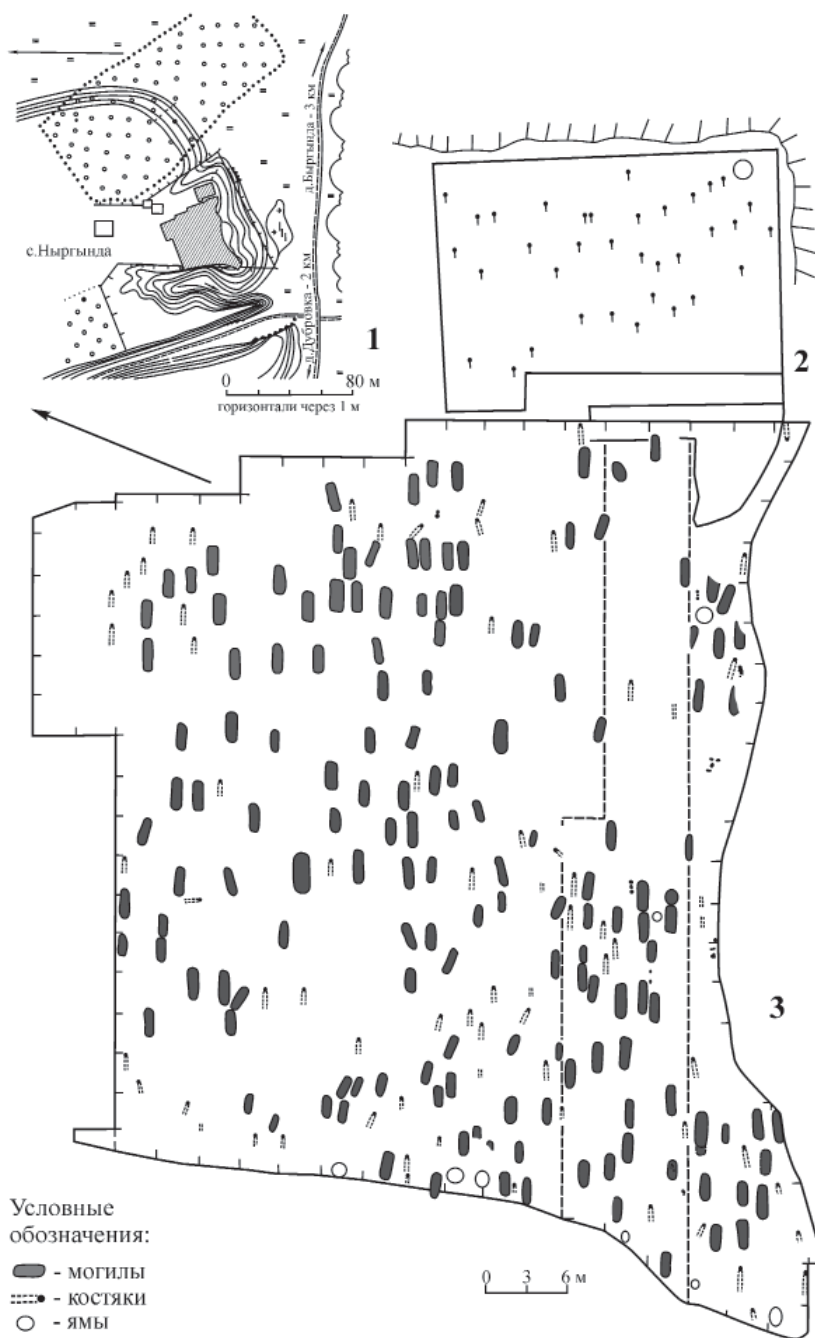 с.Ныргында
д.Быргында - 3 км
д.Дубровка - 2 км
1
0 80 м
горизонтали через 1 м
2
3
Условные
обозначения:
- могилы
- костяки
- ямы
0 3 6 м